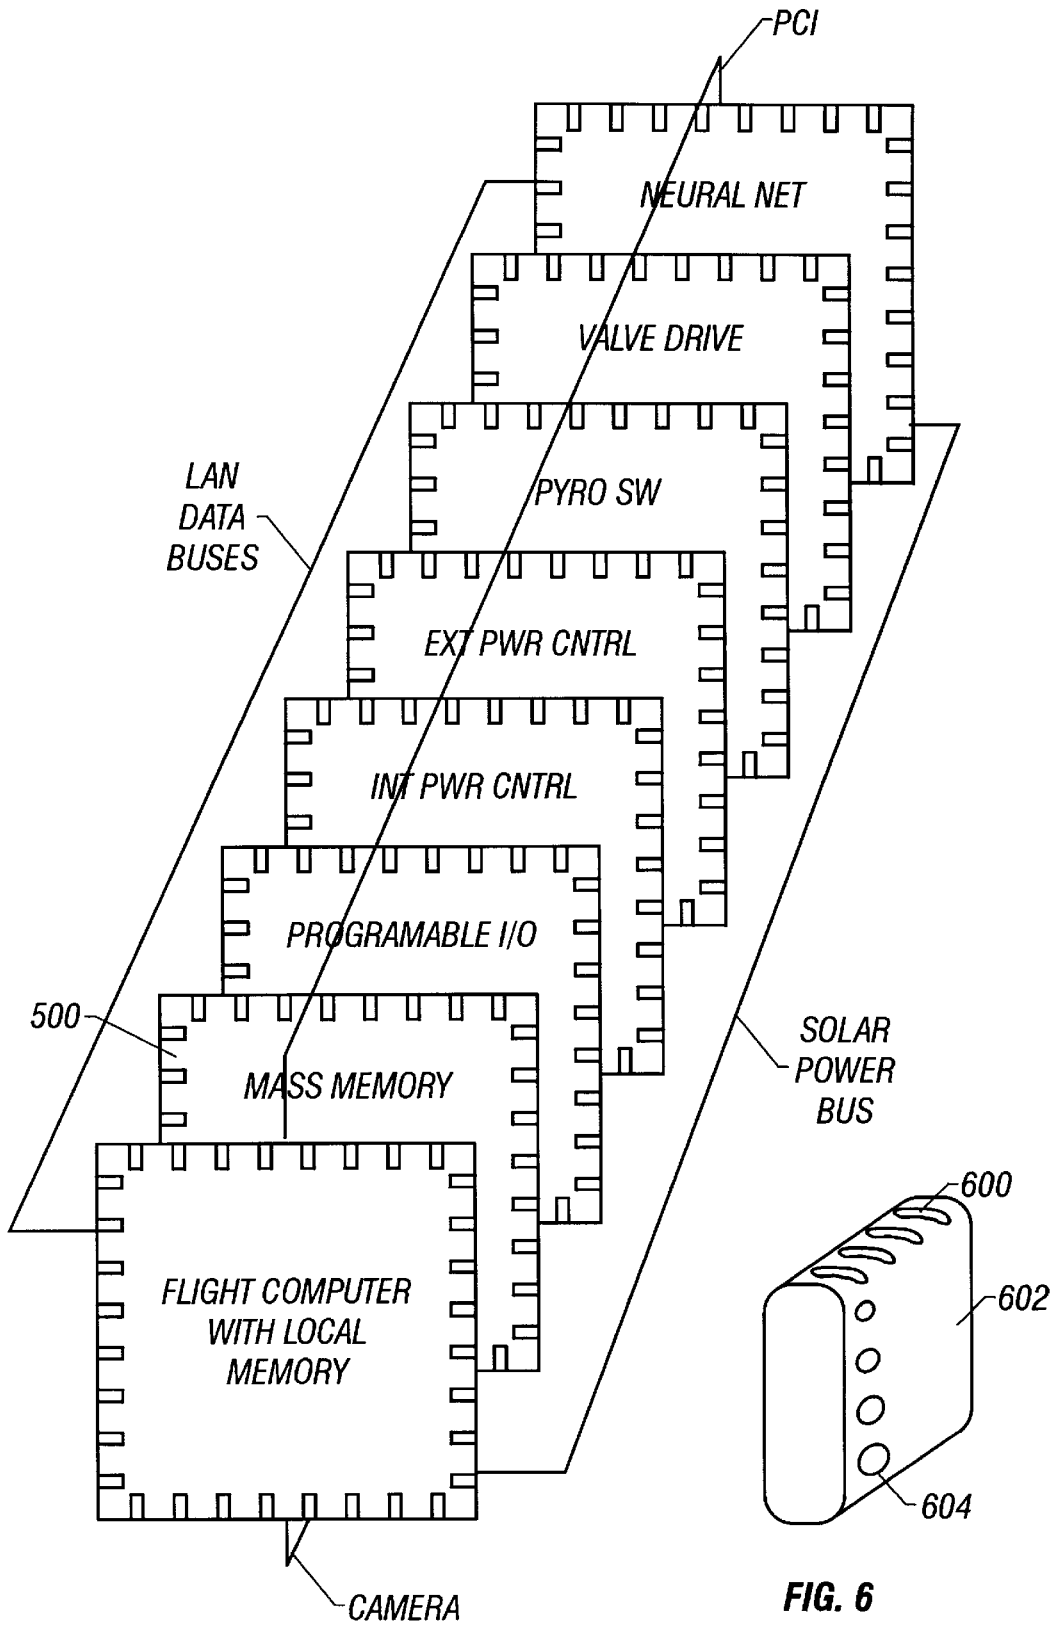 PCI
NEURAL NET
VALVE DRIVE
LAN
DATA
BUSES
PYRO SW
EXT PWR CNTRL
INT PWR CNTRL
PROGRAMABLE I/O
500
MASS MEMORY
SOLAR
POWER
BUS
FLIGHT COMPUTER
WITH LOCAL
MEMORY
600
602
604
CAMERA
FIG. 6